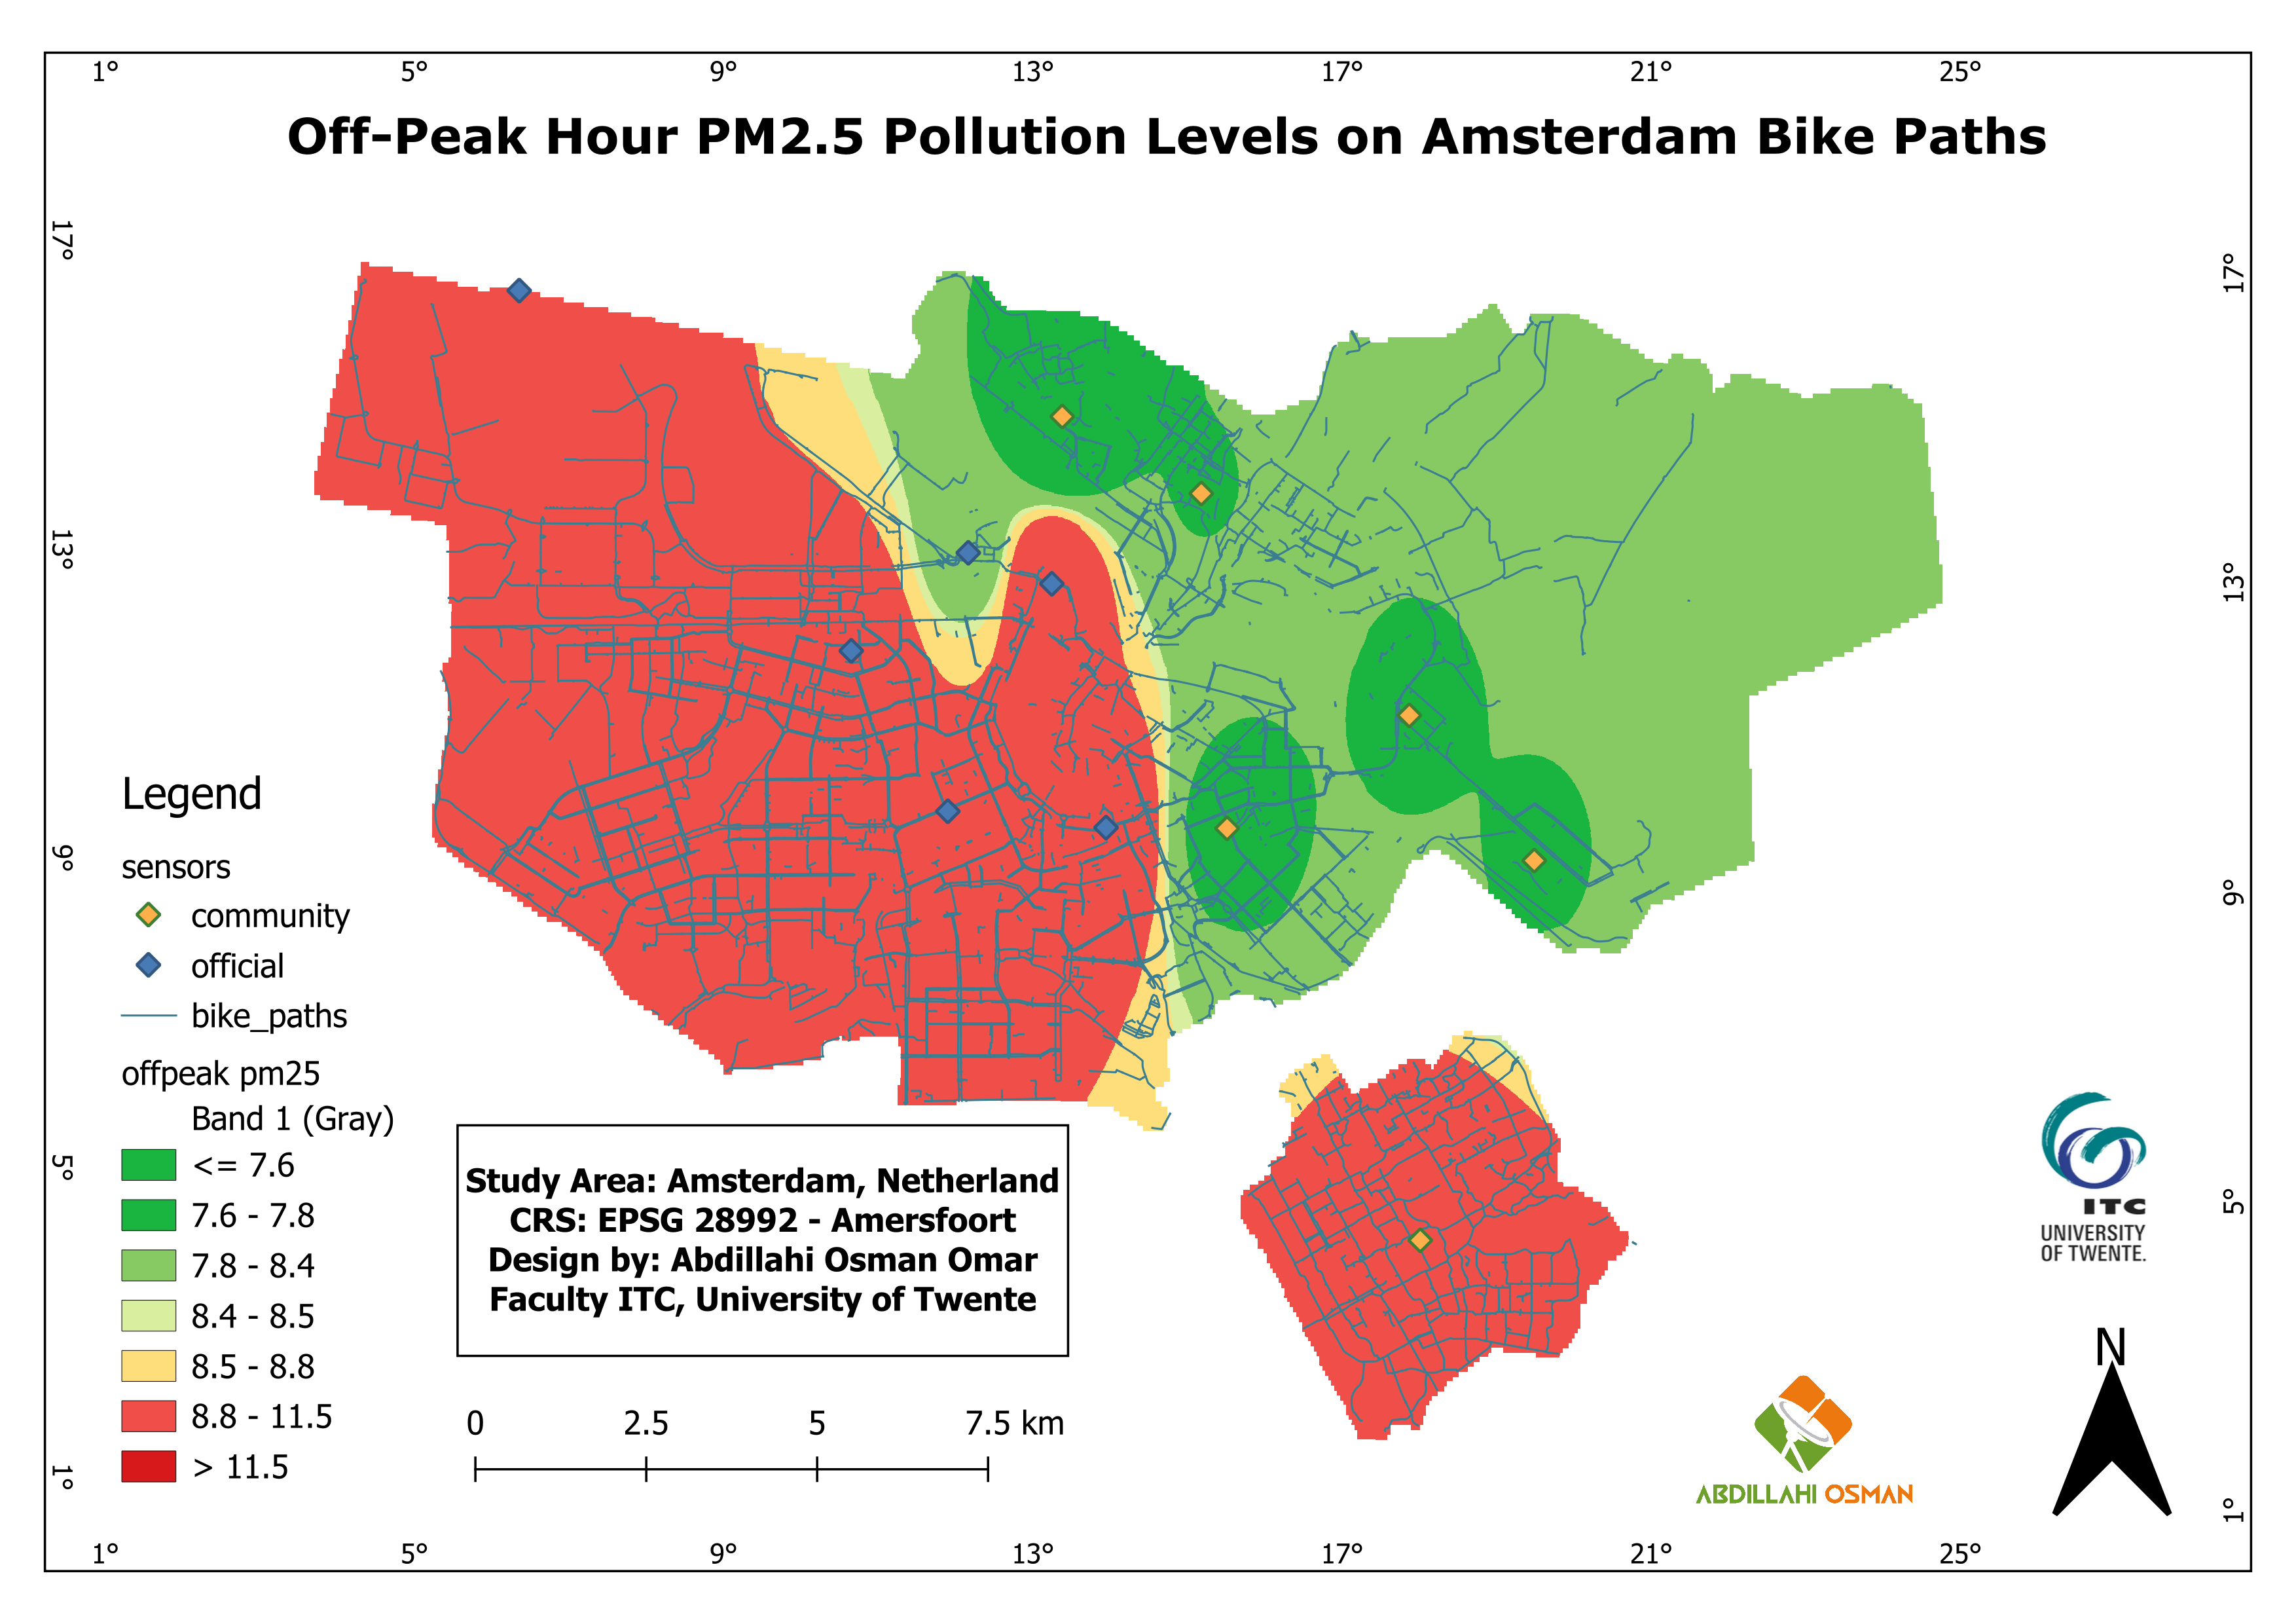 1° 5° 9° 13° 17° 21° 25°
Off-Peak Hour PM2.5 Pollution Levels on Amsterdam Bike Paths
17° 17°
13° 13°
9° 9°
5° 5°
1° 1°
Legend
sensors
community
official
bike_paths
offpeak pm25
Band 1 (Gray)
<= 7.6
7.6 - 7.8
7.8 - 8.4
8.4 - 8.5
8.5 - 8.8
8.8 - 11.5
> 11.5
Study Area: Amsterdam, Netherland
CRS: EPSG 28992 - Amersfoort
Design by: Abdillahi Osman Omar
Faculty ITC, University of Twente
0 2.5 5 7.5 km
ITC
UNIVERSITY
OF TWENTE.
N
ABDILLAHI OSMAN
1° 5° 9° 13° 17° 21° 25°